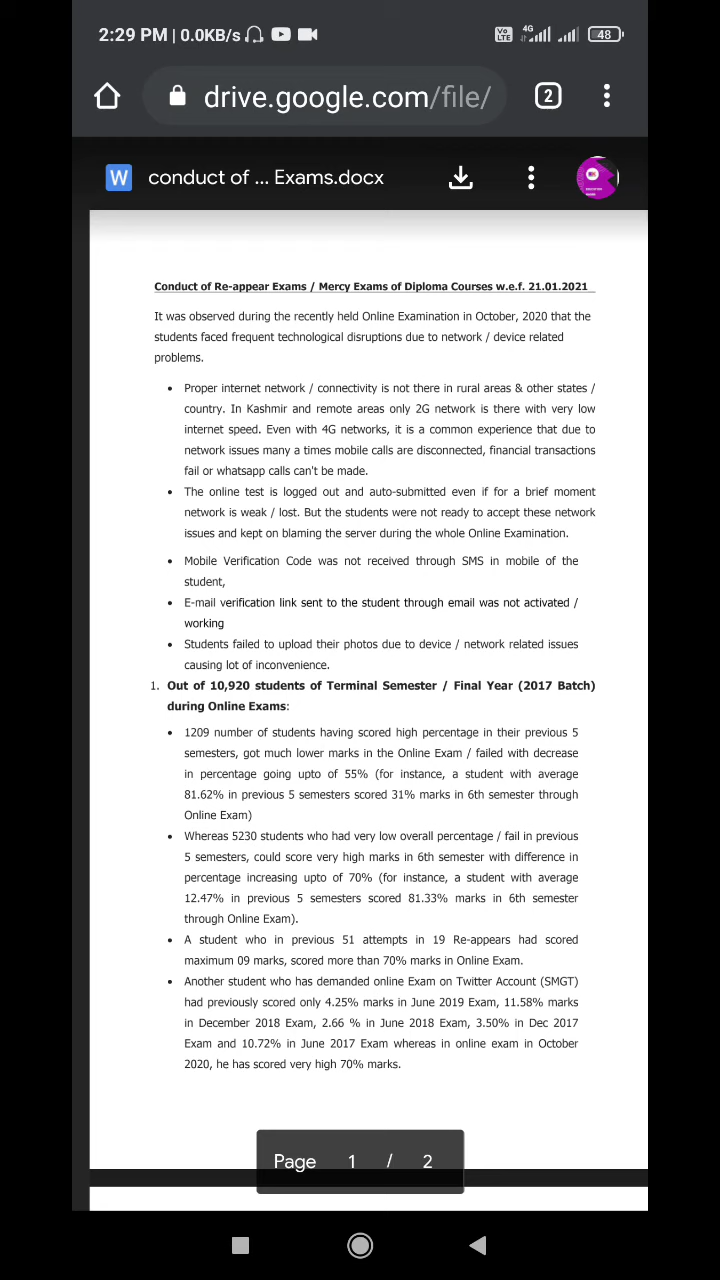 2:29 PM | 0.0KB/s
Vo LTE 4G 48
drive.google.com/file/
2
W conduct of ... Exams.docx
Conduct of Re-appear Exams / Mercy Exams of Diploma Courses w.e.f. 21.01.2021
It was observed during the recently held Online Examination in October, 2020 that the
students faced frequent technological disruptions due to network / device related
problems.
• Proper internet network / connectivity is not there in rural areas & other states /
country. In Kashmir and remote areas only 2G network is there with very low
internet speed. Even with 4G networks, it is a common experience that due to
network issues many a times mobile calls are disconnected, financial transactions
fail or whatsapp calls can't be made.
• The online test is logged out and auto-submitted even if for a brief moment
network is weak / lost. But the students were not ready to accept these network
issues and kept on blaming the server during the whole Online Examination.
• Mobile Verification Code was not received through SMS in mobile of the
student,
• E-mail verification link sent to the student through email was not activated /
working
• Students failed to upload their photos due to device / network related issues
causing lot of inconvenience.
1. Out of 10,920 students of Terminal Semester / Final Year (2017 Batch)
during Online Exams:
• 1209 number of students having scored high percentage in their previous 5
semesters, got much lower marks in the Online Exam / failed with decrease
in percentage going upto of 55% (for instance, a student with average
81.62% in previous 5 semesters scored 31% marks in 6th semester through
Online Exam)
• Whereas 5230 students who had very low overall percentage / fail in previous
5 semesters, could score very high marks in 6th semester with difference in
percentage increasing upto of 70% (for instance, a student with average
12.47% in previous 5 semesters scored 81.33% marks in 6th semester
through Online Exam).
• A student who in previous 51 attempts in 19 Re-appears had scored
maximum 09 marks, scored more than 70% marks in Online Exam.
• Another student who has demanded online Exam on Twitter Account (SMGT)
had previously scored only 4.25% marks in June 2019 Exam, 11.58% marks
in December 2018 Exam, 2.66 % in June 2018 Exam, 3.50% in Dec 2017
Exam and 10.72% in June 2017 Exam whereas in online exam in October
2020, he has scored very high 70% marks.
Page 1 / 2